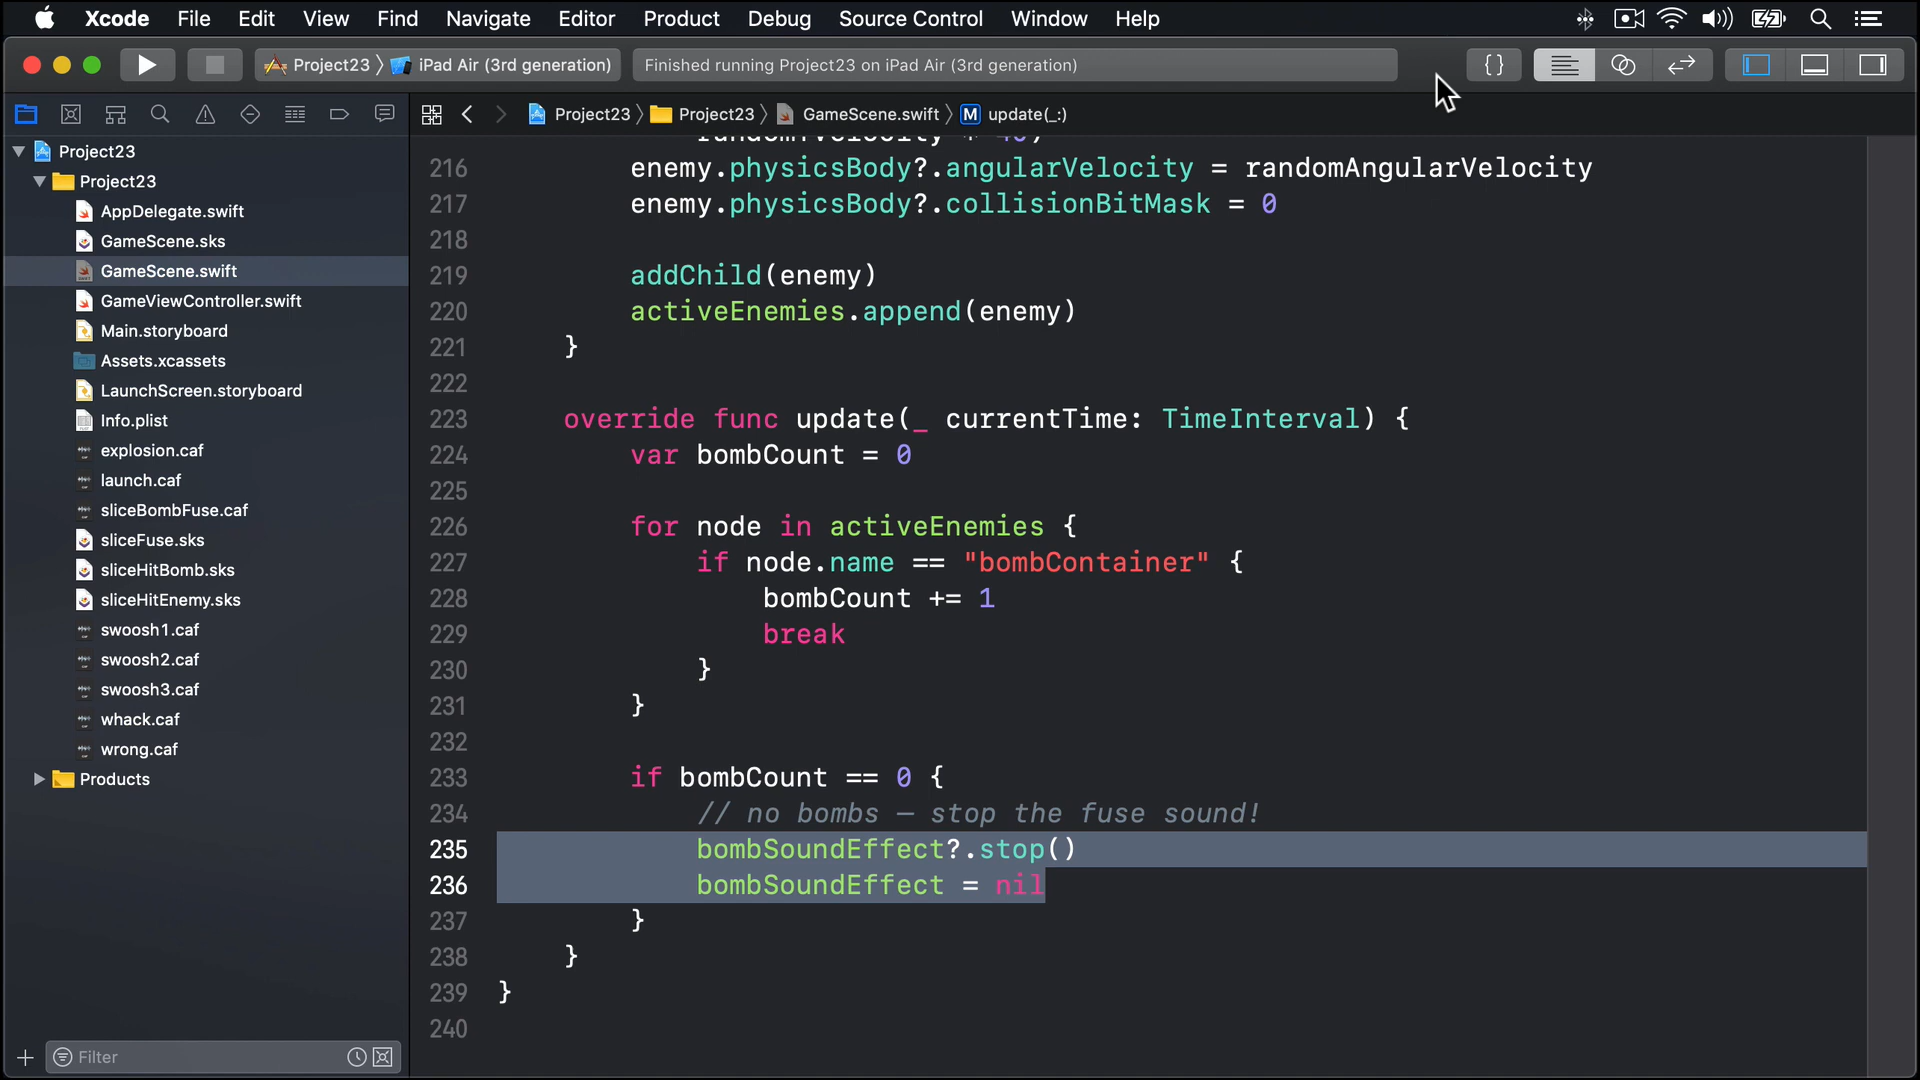 Xcode File Edit View Find Navigate Editor Product Debug Source Control Window Help
Project23 iPad Air (3rd generation) Finished running Project23 on iPad Air (3rd generation) {}
Project23 Project23 GameScene.swift M update(_:)
Project23
Project23
AppDelegate.swift
GameScene.sks
GameScene.swift
GameViewController.swift
Main.storyboard
Assets.xcassets
LaunchScreen.storyboard
Info.plist
explosion.caf
launch.caf
sliceBombFuse.caf
sliceFuse.sks
sliceHitBomb.sks
sliceHitEnemy.sks
swoosh1.caf
swoosh2.caf
swoosh3.caf
whack.caf
wrong.caf
Products
Filter
216 enemy.physicsBody?.angularVelocity = randomAngularVelocity
217 enemy.physicsBody?.collisionBitMask = 0
218
219 addChild(enemy)
220 activeEnemies.append(enemy)
221 }
222
223 override func update(_ currentTime: TimeInterval) {
224 var bombCount = 0
225
226 for node in activeEnemies {
227 if node.name == "bombContainer" {
228 bombCount += 1
229 break
230 }
231 }
232
233 if bombCount == 0 {
234 // no bombs – stop the fuse sound!
235 bombSoundEffect?.stop()
236 bombSoundEffect = nil
237 }
238 }
239 }
240